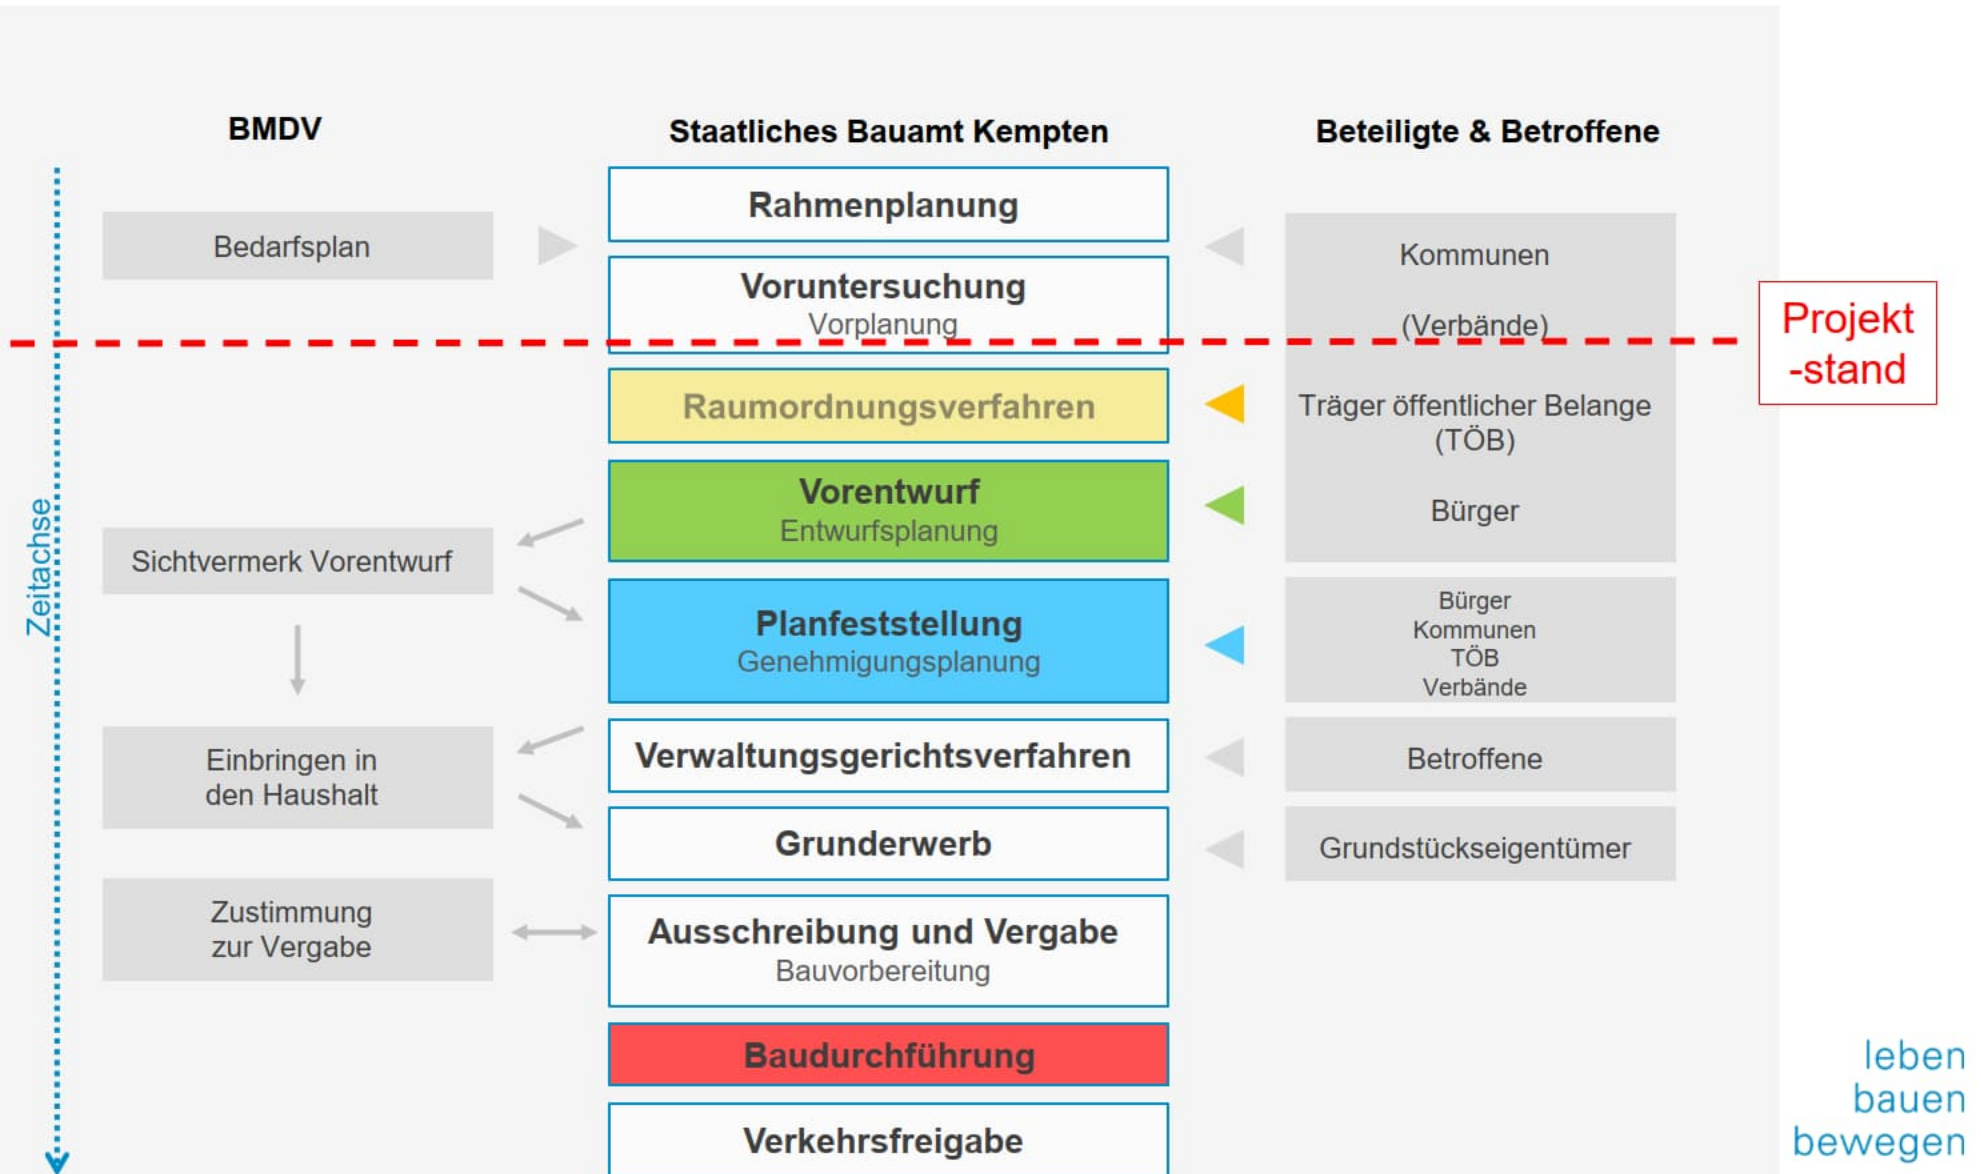 BMDV
Staatliches Bauamt Kempten
Beteiligte & Betroffene
Zeitachse
Bedarfsplan
Sichtvermerk Vorentwurf
Einbringen in
den Haushalt
Zustimmung
zur Vergabe
Rahmenplanung
Voruntersuchung
Vorplanung
Raumordnungsverfahren
Vorentwurf
Entwurfsplanung
Planfeststellung
Genehmigungsplanung
Verwaltungsgerichtsverfahren
Grunderwerb
Ausschreibung und Vergabe
Bauvorbereitung
Baudurchführung
Verkehrsfreigabe
Kommunen
(Verbände)
Träger öffentlicher Belange
(TÖB)
Bürger
Bürger
Kommunen
TÖB
Verbände
Betroffene
Grundstückseigentümer
Projekt
-stand
leben
bauen
bewegen